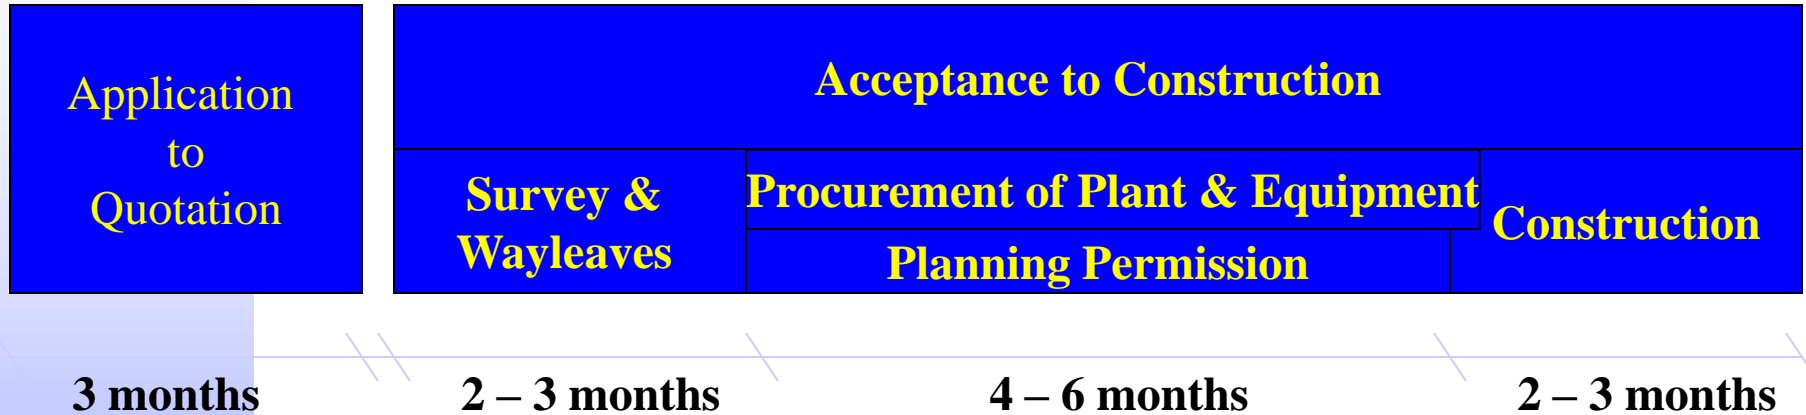 Application
to
Quotation
Acceptance to Construction
Survey &
Wayleaves
Procurement of Plant & Equipment
Planning Permission
Construction
3 months
2 – 3 months
4 – 6 months
2 – 3 months